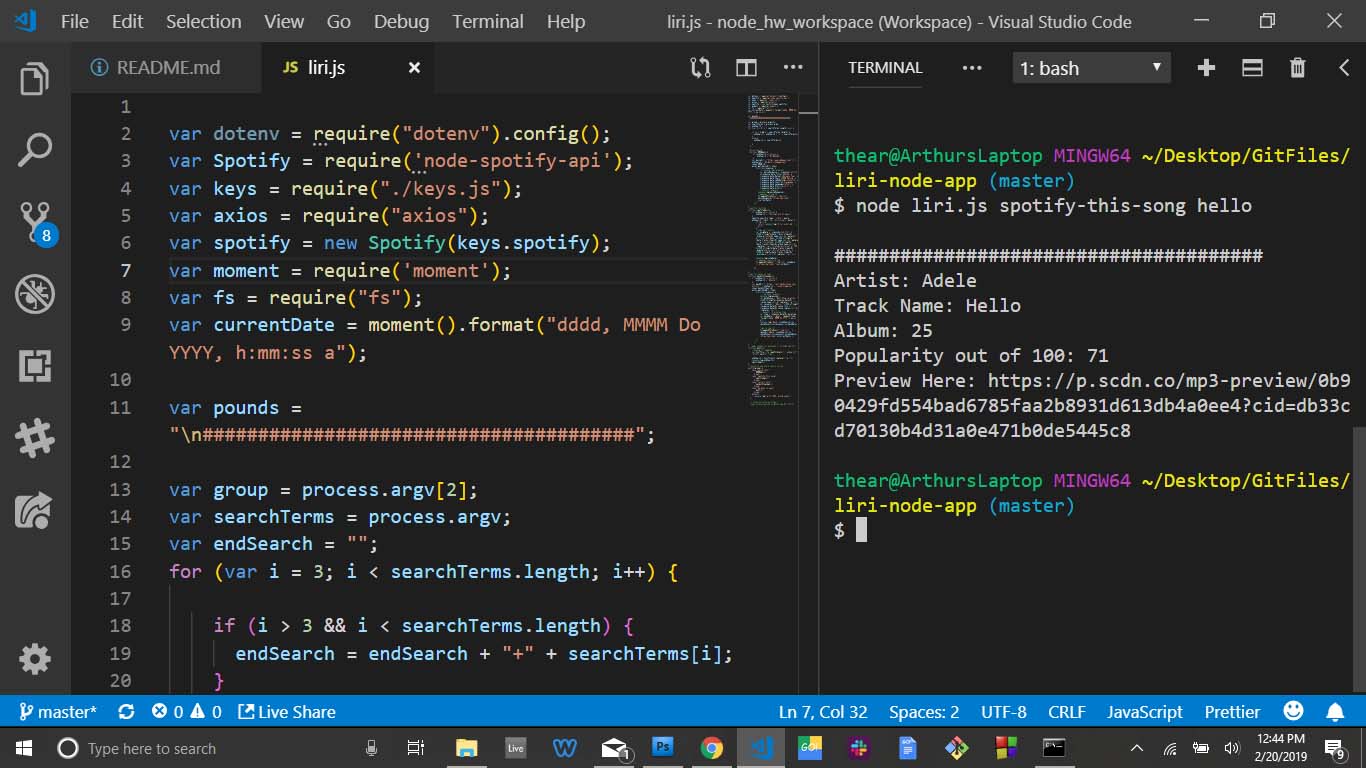 File Edit Selection View Go Debug Terminal Help liri.js - node_hw_workspace (Workspace) - Visual Studio Code
README.md JS liri.js
1
2 var dotenv = require("dotenv").config();
3 var Spotify = require('node-spotify-api');
4 var keys = require("./keys.js");
5 var axios = require("axios");
6 var spotify = new Spotify(keys.spotify);
7 var moment = require('moment');
8 var fs = require("fs");
9 var currentDate = moment().format("dddd, MMMM Do
YYYY, h:mm:ss a");
10
11 var pounds =
"\n#######################################";
12
13 var group = process.argv[2];
14 var searchTerms = process.argv;
15 var endSearch = "";
16 for (var i = 3; i < searchTerms.length; i++) {
17
18 if (i > 3 && i < searchTerms.length) {
19 endSearch = endSearch + "+" + searchTerms[i];
20 }
TERMINAL ... 1: bash
thear@ArthursLaptop MINGW64 ~/Desktop/GitFiles/
liri-node-app (master)
$ node liri.js spotify-this-song hello
#######################################
Artist: Adele
Track Name: Hello
Album: 25
Popularity out of 100: 71
Preview Here: https://p.scdn.co/mp3-preview/0b9
0429fd554bad6785faa2b8931d613db4a0ee4?cid=db33c
d70130b4d31a0e471b0de5445c8
thear@ArthursLaptop MINGW64 ~/Desktop/GitFiles/
liri-node-app (master)
$
8
master* 0 0 Live Share Ln 7, Col 32 Spaces: 2 UTF-8 CRLF JavaScript Prettier
Type here to search Live W 1 Ps GO! 12:44 PM
2/20/2019 9